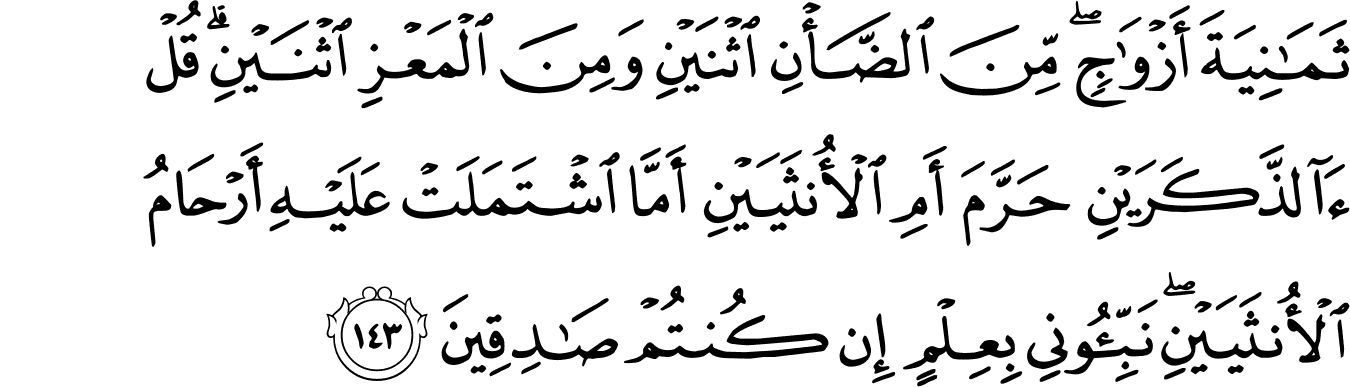 ثَمَـٰنِيَةَ أَزْوَٰجٍ ۖ مِّنَ ٱلضَّأْنِ ٱثْنَيْنِ وَمِنَ ٱلْمَعْزِ ٱثْنَيْنِ ۗ قُلْ
ءَآلذَّكَرَيْنِ حَرَّمَ أَمِ ٱلْأُنثَيَيْنِ أَمَّا ٱشْتَمَلَتْ عَلَيْهِ أَرْحَامُ
ٱلْأُنثَيَيْنِ ۖ نَبِّـُٔونِى بِعِلْمٍ إِن كُنتُمْ صَـٰدِقِينَ ١٤٣